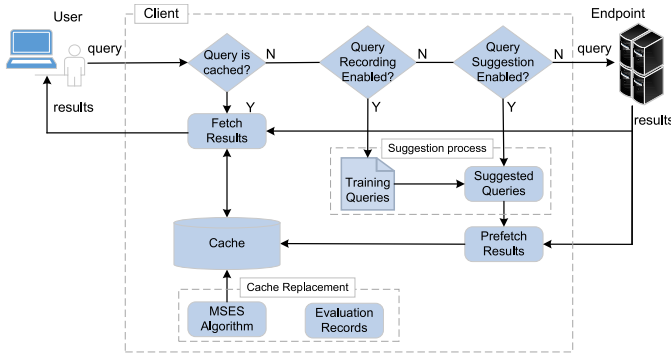 User
Client
Endpoint
query
Query is
cached?
N
Query
Recording
Enabled?
N
Query
Suggestion
Enabled?
N
query
results
Y
Y
Y
results
Fetch
Results
Suggestion process
Training
Queries
Suggested
Queries
Cache
Prefetch
Results
Cache Replacement
MSES
Algorithm
Evaluation
Records